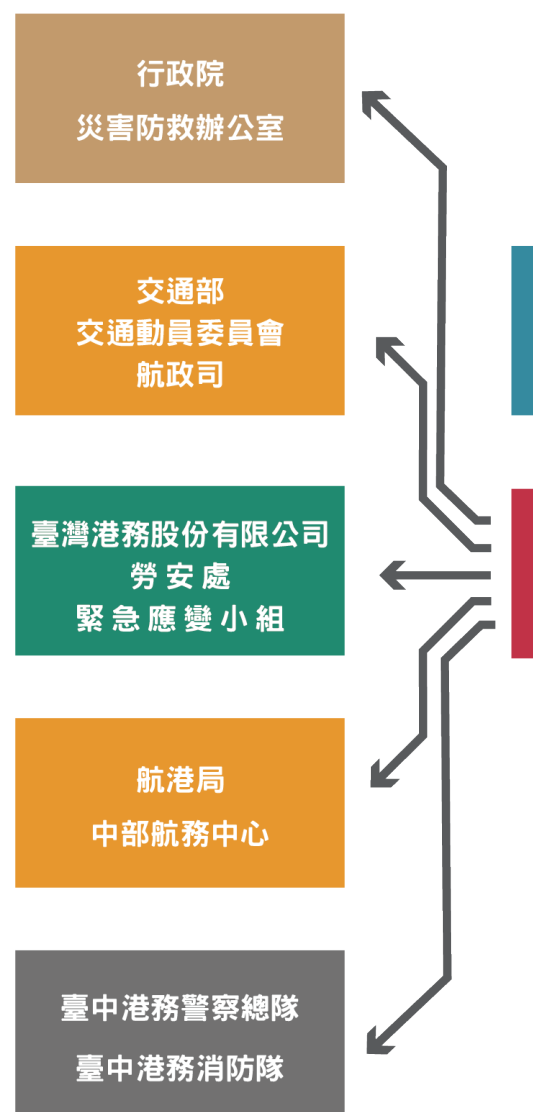 行政院
災害防救辦公室
交通部
交通動員委員會
航政司
臺灣港務股份有限公司
勞安處
緊急應變小組
航港局
中部航務中心
臺中港務警察總隊
臺中港務消防隊